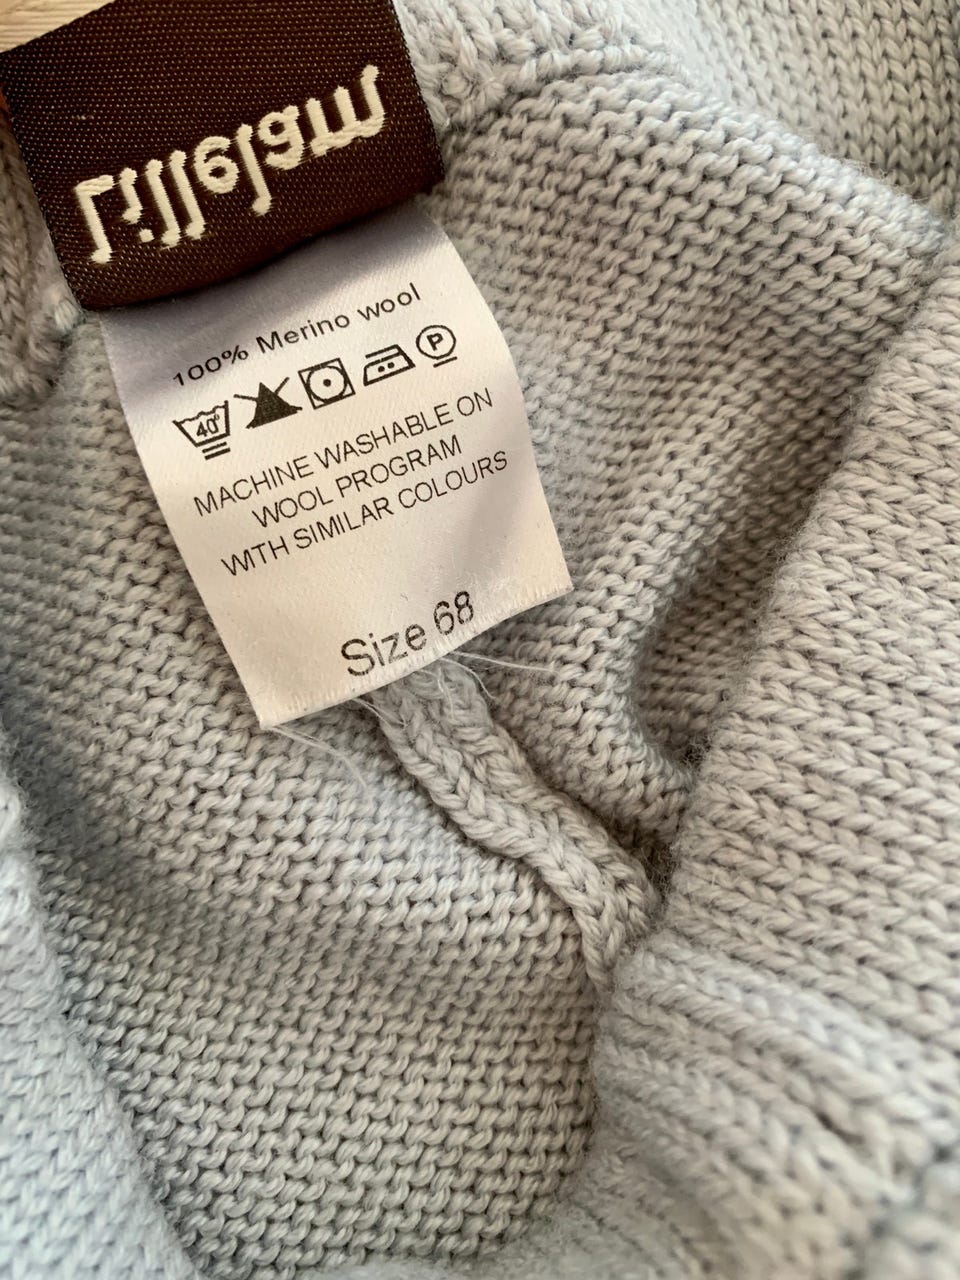 Lillelam
100% Merino wool
40°
P
MACHINE WASHABLE ON
WOOL PROGRAM
WITH SIMILAR COLOURS
Size 68